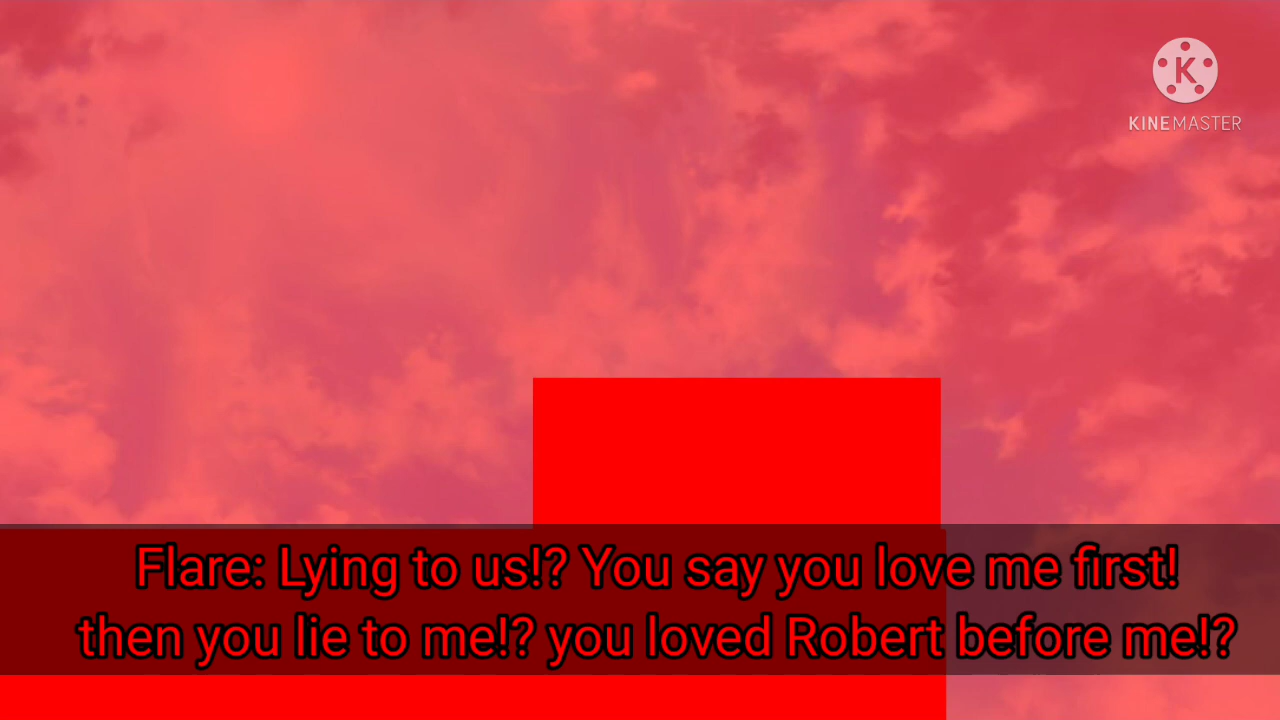 K
KINEMASTER
Flare: Lying to us!? You say you love me first!
then you lie to me!? you loved Robert before me!?